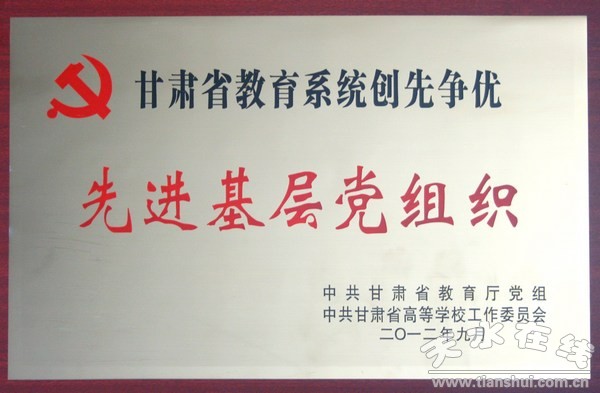 甘肃省教育系统创先争优
先进基层党组织
中共甘肃省教育厅党组
中共甘肃省高等学校工作委员会
二〇一二年九月
天水在线
www.tianshui.com.cn